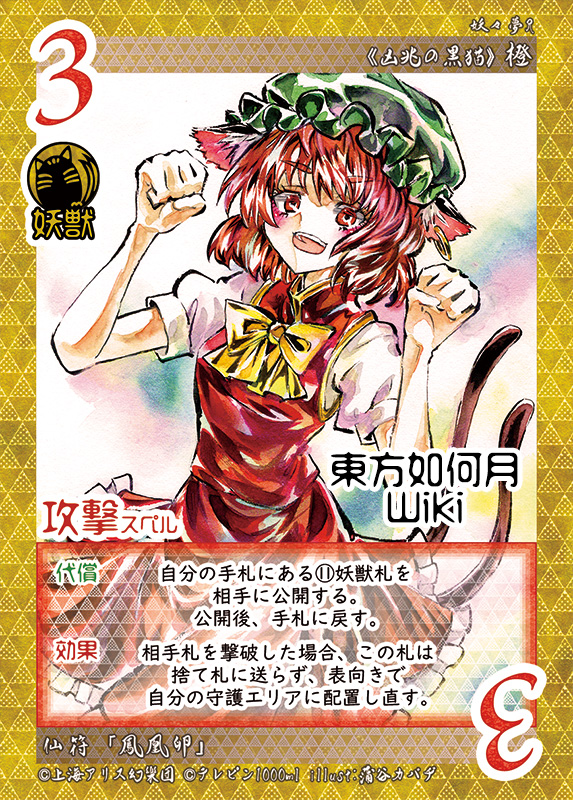 妖々夢1
3
《凶兆の黒猫》 橙
妖獣
東方如何月
Wiki
攻撃スペル
代償
自分の手札にある⑪妖獣札を
相手に公開する。
公開後、手札に戻す。
効果
相手札を撃破した場合、この札は
捨て札に送らず、表向きで
自分の守護エリアに配置し直す。
3
仙符 「鳳凰卵」
©上海アリス幻樂団 ©テレピン1000ml illust:蒲谷カバヂ